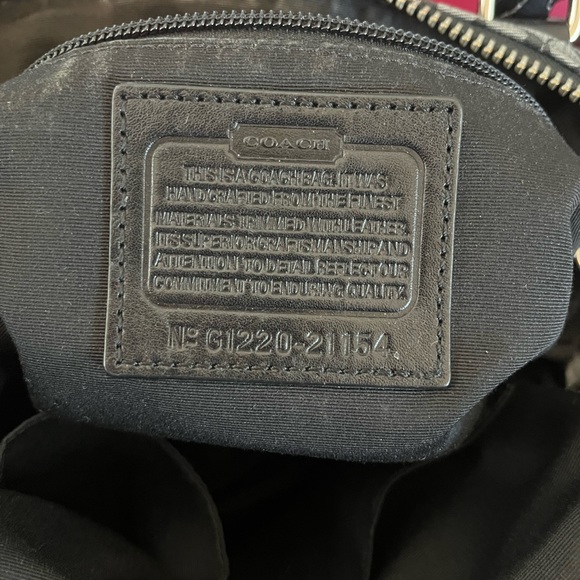 COACH
THIS IS A COACH BAG. IT WAS
HANDCRAFTED FROM THE FINEST
MATERIALS TRIMMED WITH LEATHER.
ITS SUPERIOR CRAFTSMANSHIP AND
ATTENTION TO DETAIL REFLECT OUR
COMMITMENT TO ENDURING QUALITY.
Nº G1220-21154